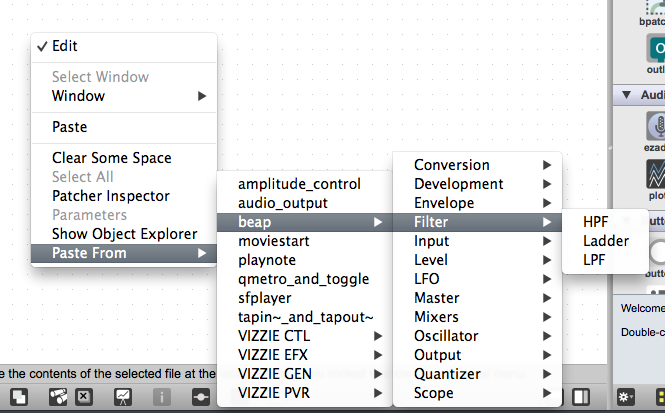 Edit
Select Window
Window
Paste
Clear Some Space
Select All
Patcher Inspector
Parameters
Show Object Explorer
Paste From
amplitude_control
audio_output
beap
moviestart
playnote
qmetro_and_toggle
sfplayer
tapin~_and_tapout~
VIZZIE CTL
VIZZIE EFX
VIZZIE GEN
VIZZIE PVR
Conversion
Development
Envelope
Filter
Input
Level
LFO
Master
Mixers
Oscillator
Output
Quantizer
Scope
HPF
Ladder
LPF
bpatc
outl
Audi
ezad
plot
utto
butto
Welcome
Double-c
e the contents of the selected file at the